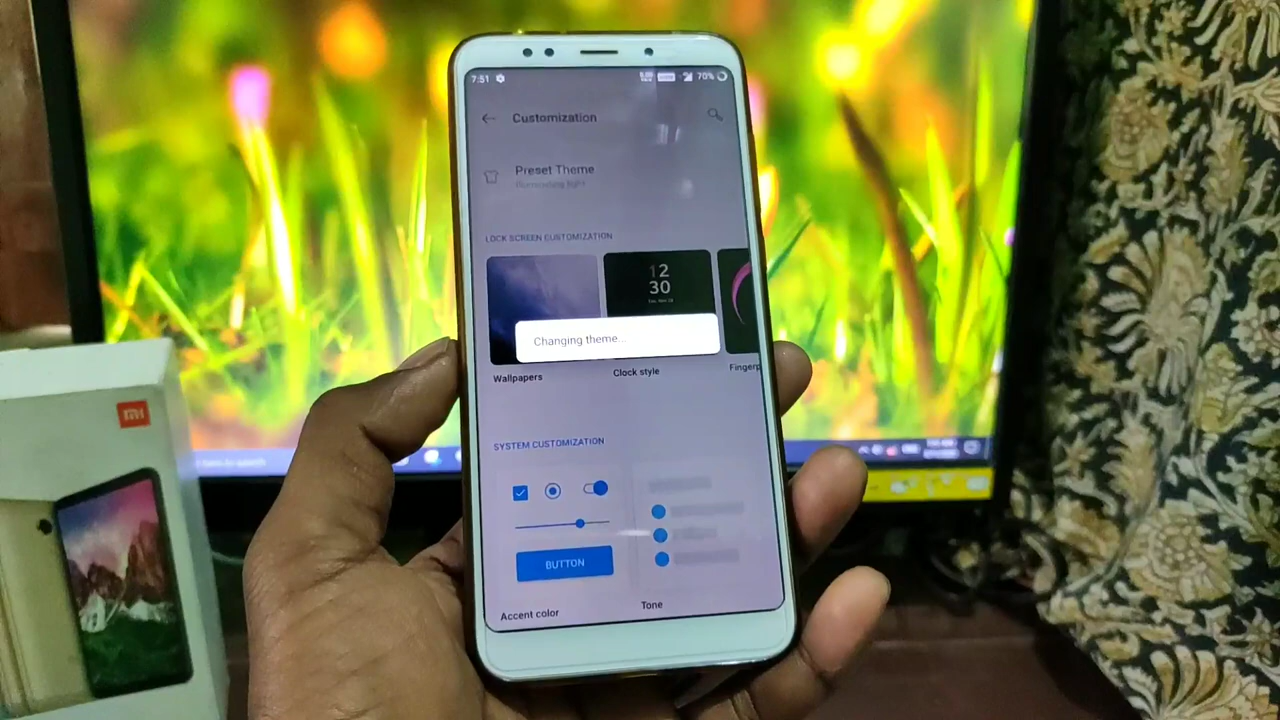 7:51
70%
Customization
Preset Theme
LOCK SCREEN CUSTOMIZATION
12
30
Changing theme...
Wallpapers
Clock style
Fingerp
SYSTEM CUSTOMIZATION
BUTTON
Accent color
Tone
mi